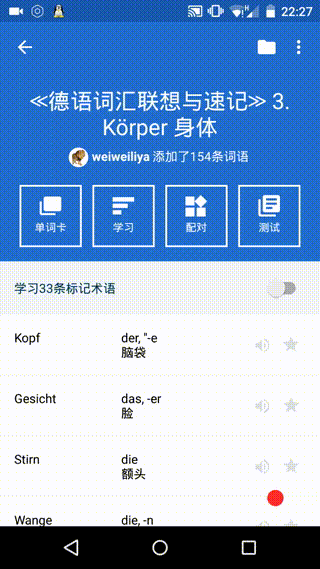 22:27
≪德语词汇联想与速记≫ 3.
Körper 身体
weiweiliya 添加了154条词语
单词卡 学习 配对 测试
学习33条标记术语
Kopf der, "-e
脑袋
Gesicht das, -er
脸
Stirn die
额头
Wange die, -n